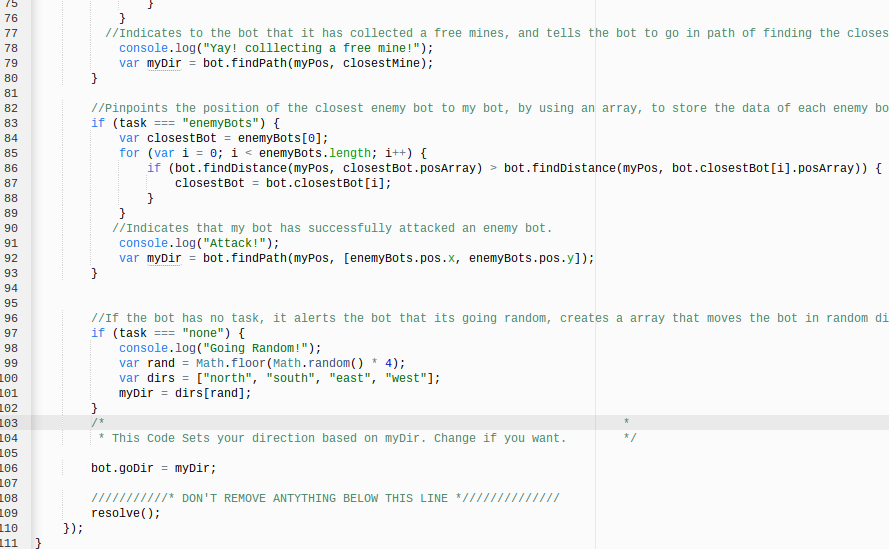 75                 }
76             }
77           //Indicates to the bot that it has collected a free mines, and tells the bot to go in path of finding the closes
78             console.log("Yay! colllecting a free mine!");
79             var myDir = bot.findPath(myPos, closestMine);
80         }
81
82         //Pinpoints the position of the closest enemy bot to my bot, by using an array, to store the data of each enemy bo
83         if (task === "enemyBots") {
84             var closestBot = enemyBots[0];
85             for (var i = 0; i < enemyBots.length; i++) {
86                 if (bot.findDistance(myPos, closestBot.posArray) > bot.findDistance(myPos, bot.closestBot[i].posArray)) {
87                     closestBot = bot.closestBot[i];
88                 }
89             }
90            //Indicates that my bot has successfully attacked an enemy bot.
91             console.log("Attack!");
92             var myDir = bot.findPath(myPos, [enemyBots.pos.x, enemyBots.pos.y]);
93         }
94
95
96         //If the bot has no task, it alerts the bot that its going random, creates a array that moves the bot in random di
97         if (task === "none") {
98             console.log("Going Random!");
99             var rand = Math.floor(Math.random() * 4);
100             var dirs = ["north", "south", "east", "west"];
101             myDir = dirs[rand];
102         }
103         /*                                                                          *
104          * This Code Sets your direction based on myDir. Change if you want.        */
105
106         bot.goDir = myDir;
107
108         ///////////* DON'T REMOVE ANTYTHING BELOW THIS LINE *//////////////
109         resolve();
110     });
111 }